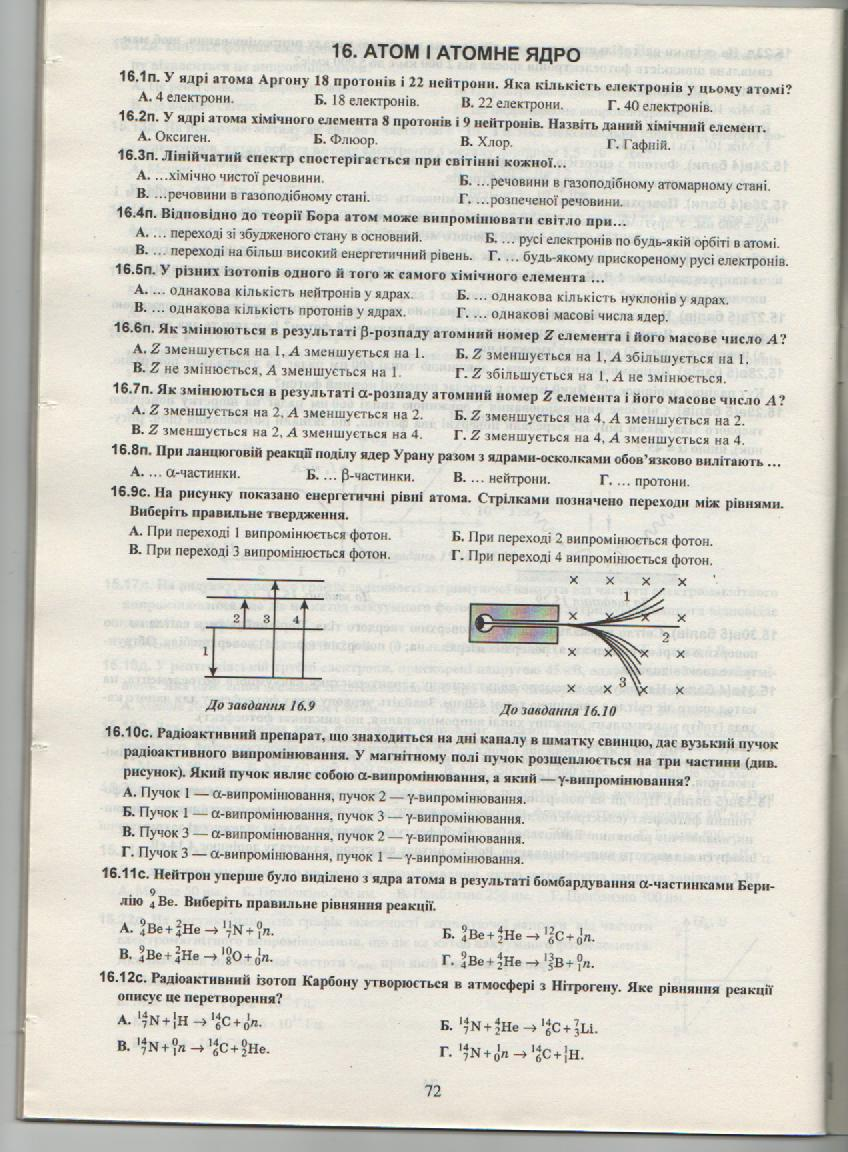 16. АТОМ І АТОМНЕ ЯДРО
16.1п. У ядрі атома Аргону 18 протонів і 22 нейтрони. Яка кількість електронів у цьому атомі?
А. 4 електрони. Б. 18 електронів. В. 22 електрони. Г. 40 електронів.
16.2п. У ядрі атома хімічного елемента 8 протонів і 9 нейтронів. Назвіть даний хімічний елемент.
А. Оксиген. Б. Флюор. В. Хлор. Г. Гафній.
16.3п. Лінійчатий спектр спостерігається при світінні кожної...
А. ...хімічно чистої речовини. Б. ...речовини в газоподібному атомарному стані.
В. ...речовини в газоподібному стані. Г. ...розпеченої речовини.
16.4п. Відповідно до теорії Бора атом може випромінювати світло при...
А. ... переході зі збудженого стану в основний. Б. ... русі електронів по будь-якій орбіті в атомі.
В. ... переході на більш високий енергетичний рівень. Г. ... будь-якому прискореному русі електронів.
16.5п. У різних ізотопів одного й того ж самого хімічного елемента ...
А. ... однакова кількість нейтронів у ядрах. Б. ... однакова кількість нуклонів у ядрах.
В. ... однакова кількість протонів у ядрах. Г. ... однакові масові числа ядер.
16.6п. Як змінюються в результаті β-розпаду атомний номер Z елемента і його масове число A?
А. Z зменшується на 1, A зменшується на 1. Б. Z зменшується на 1, A збільшується на 1.
В. Z не змінюється, A зменшується на 1. Г. Z збільшується на 1, A не змінюється.
16.7п. Як змінюються в результаті α-розпаду атомний номер Z елемента і його масове число A?
А. Z зменшується на 2, A зменшується на 2. Б. Z зменшується на 4, A зменшується на 2.
В. Z зменшується на 2, A зменшується на 4. Г. Z зменшується на 4, A зменшується на 4.
16.8п. При ланцюговій реакції поділу ядер Урану разом з ядрами-осколками обов'язково вилітають ...
А. ... α-частинки. Б. ... β-частинки. В. ... нейтрони. Г. ... протони.
16.9с. На рисунку показано енергетичні рівні атома. Стрілками позначено переходи між рівнями.
Виберіть правильне твердження.
А. При переході 1 випромінюється фотон. Б. При переході 2 випромінюється фотон.
В. При переході 3 випромінюється фотон. Г. При переході 4 випромінюється фотон.
1 2 3 4
1 2 3
До завдання 16.9 До завдання 16.10
16.10с. Радіоактивний препарат, що знаходиться на дні каналу в шматку свинцю, дає вузький пучок
радіоактивного випромінювання. У магнітному полі пучок розщеплюється на три частини (див.
рисунок). Який пучок являє собою α-випромінювання, а який — γ-випромінювання?
А. Пучок 1 — α-випромінювання, пучок 2 — γ-випромінювання.
Б. Пучок 1 — α-випромінювання, пучок 3 — γ-випромінювання.
В. Пучок 3 — α-випромінювання, пучок 2 — γ-випромінювання.
Г. Пучок 3 — α-випромінювання, пучок 1 — γ-випромінювання.
16.11с. Нейтрон уперше було виділено з ядра атома в результаті бомбардування α-частинками Бери-
лію ⁹₄Be. Виберіть правильне рівняння реакції.
А. ⁹₄Be + ²₄He → ¹¹₇N + ⁰₁n. Б. ⁹₄Be + ⁴₂He → ¹²₆C + ¹₀n.
В. ⁹₄Be + ²₄He → ¹⁰₈O + ¹₀n. Г. ⁹₄Be + ⁴₂He → ¹³₅B + ⁰₁n.
16.12с. Радіоактивний ізотоп Карбону утворюється в атмосфері з Нітрогену. Яке рівняння реакції
описує це перетворення?
А. ¹⁴₇N + ¹₁H → ¹⁴₆C + ¹₀n. Б. ¹⁴₇N + ⁴₂He → ¹⁴₆C + ⁷₃Li.
В. ¹⁴₇N + ⁰₁n → ¹⁴₆C + ⁰₂He. Г. ¹⁴₇N + ¹₀n → ¹⁴₆C + ¹₁H.
72